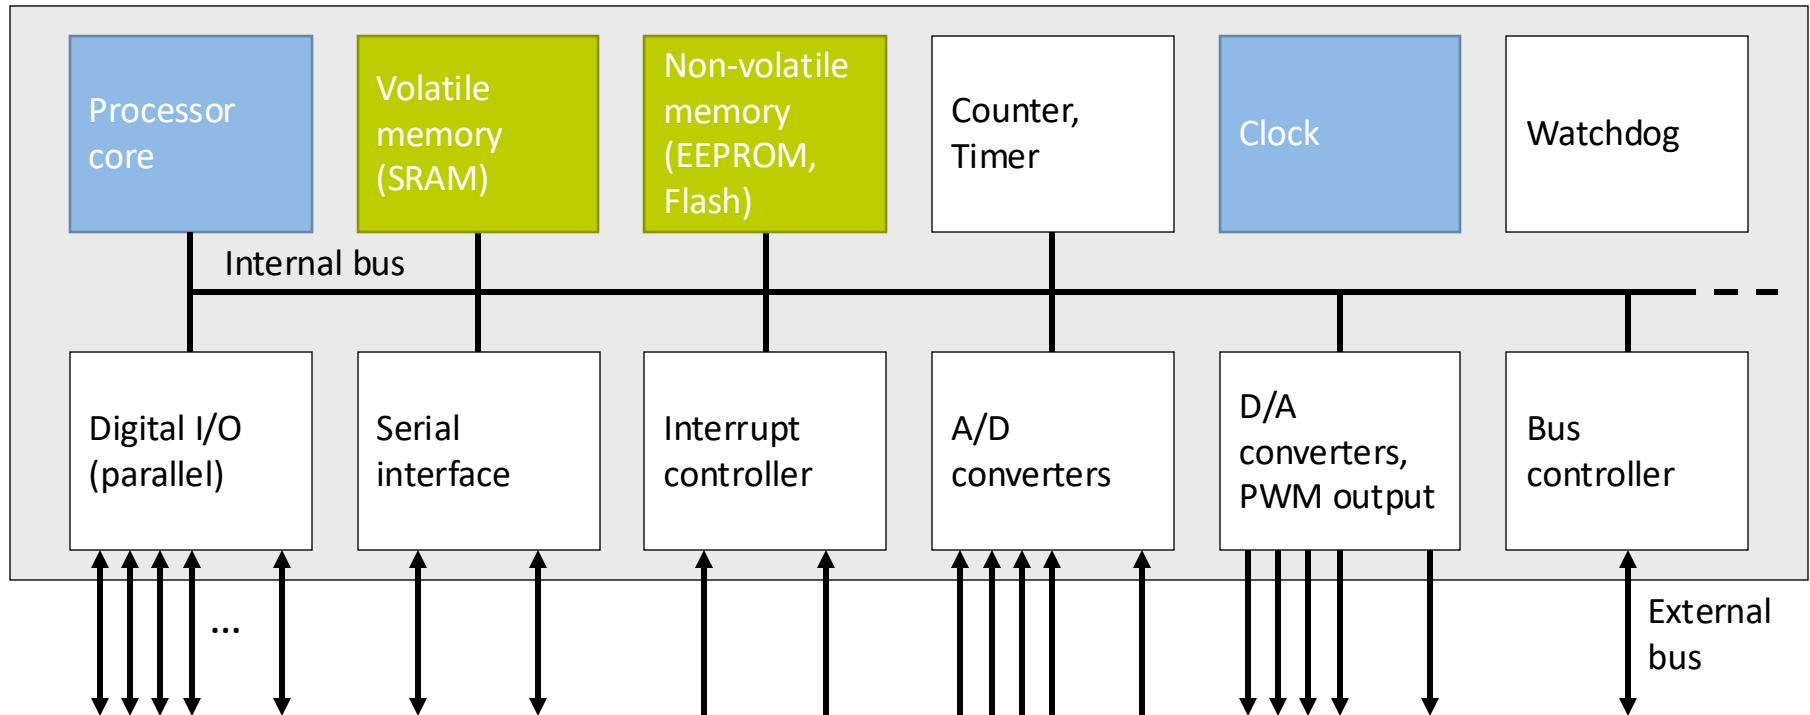 Processor
core
Volatile
memory
(SRAM)
Non-volatile
memory
(EEPROM,
Flash)
Counter,
Timer
Clock
Watchdog
Internal bus
Digital I/O
(parallel)
Serial
interface
Interrupt
controller
A/D
converters
D/A
converters,
PWM output
Bus
controller
...
External
bus